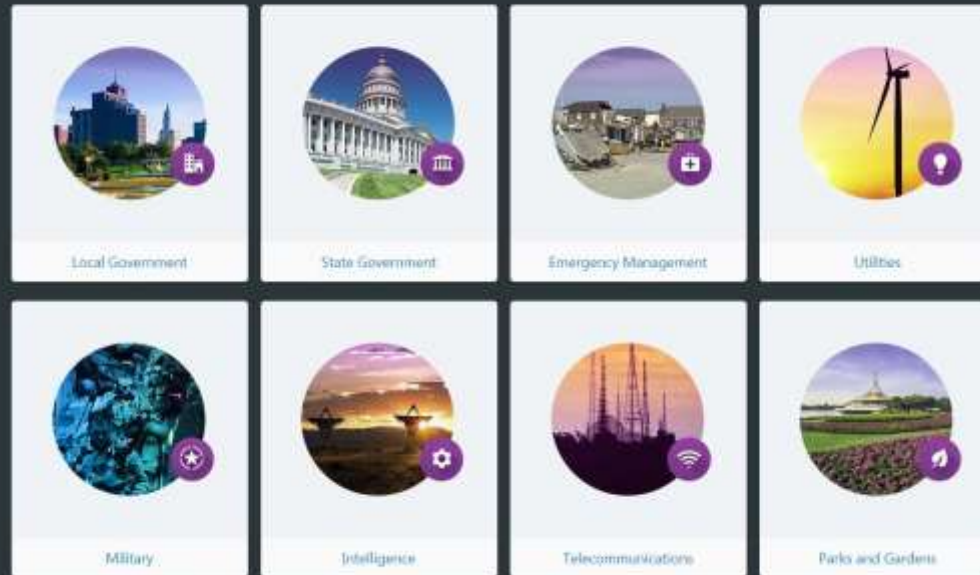 Local Government
State Government
Emergency Management
Utilities
Military
Intelligence
Telecommunications
Parks and Gardens